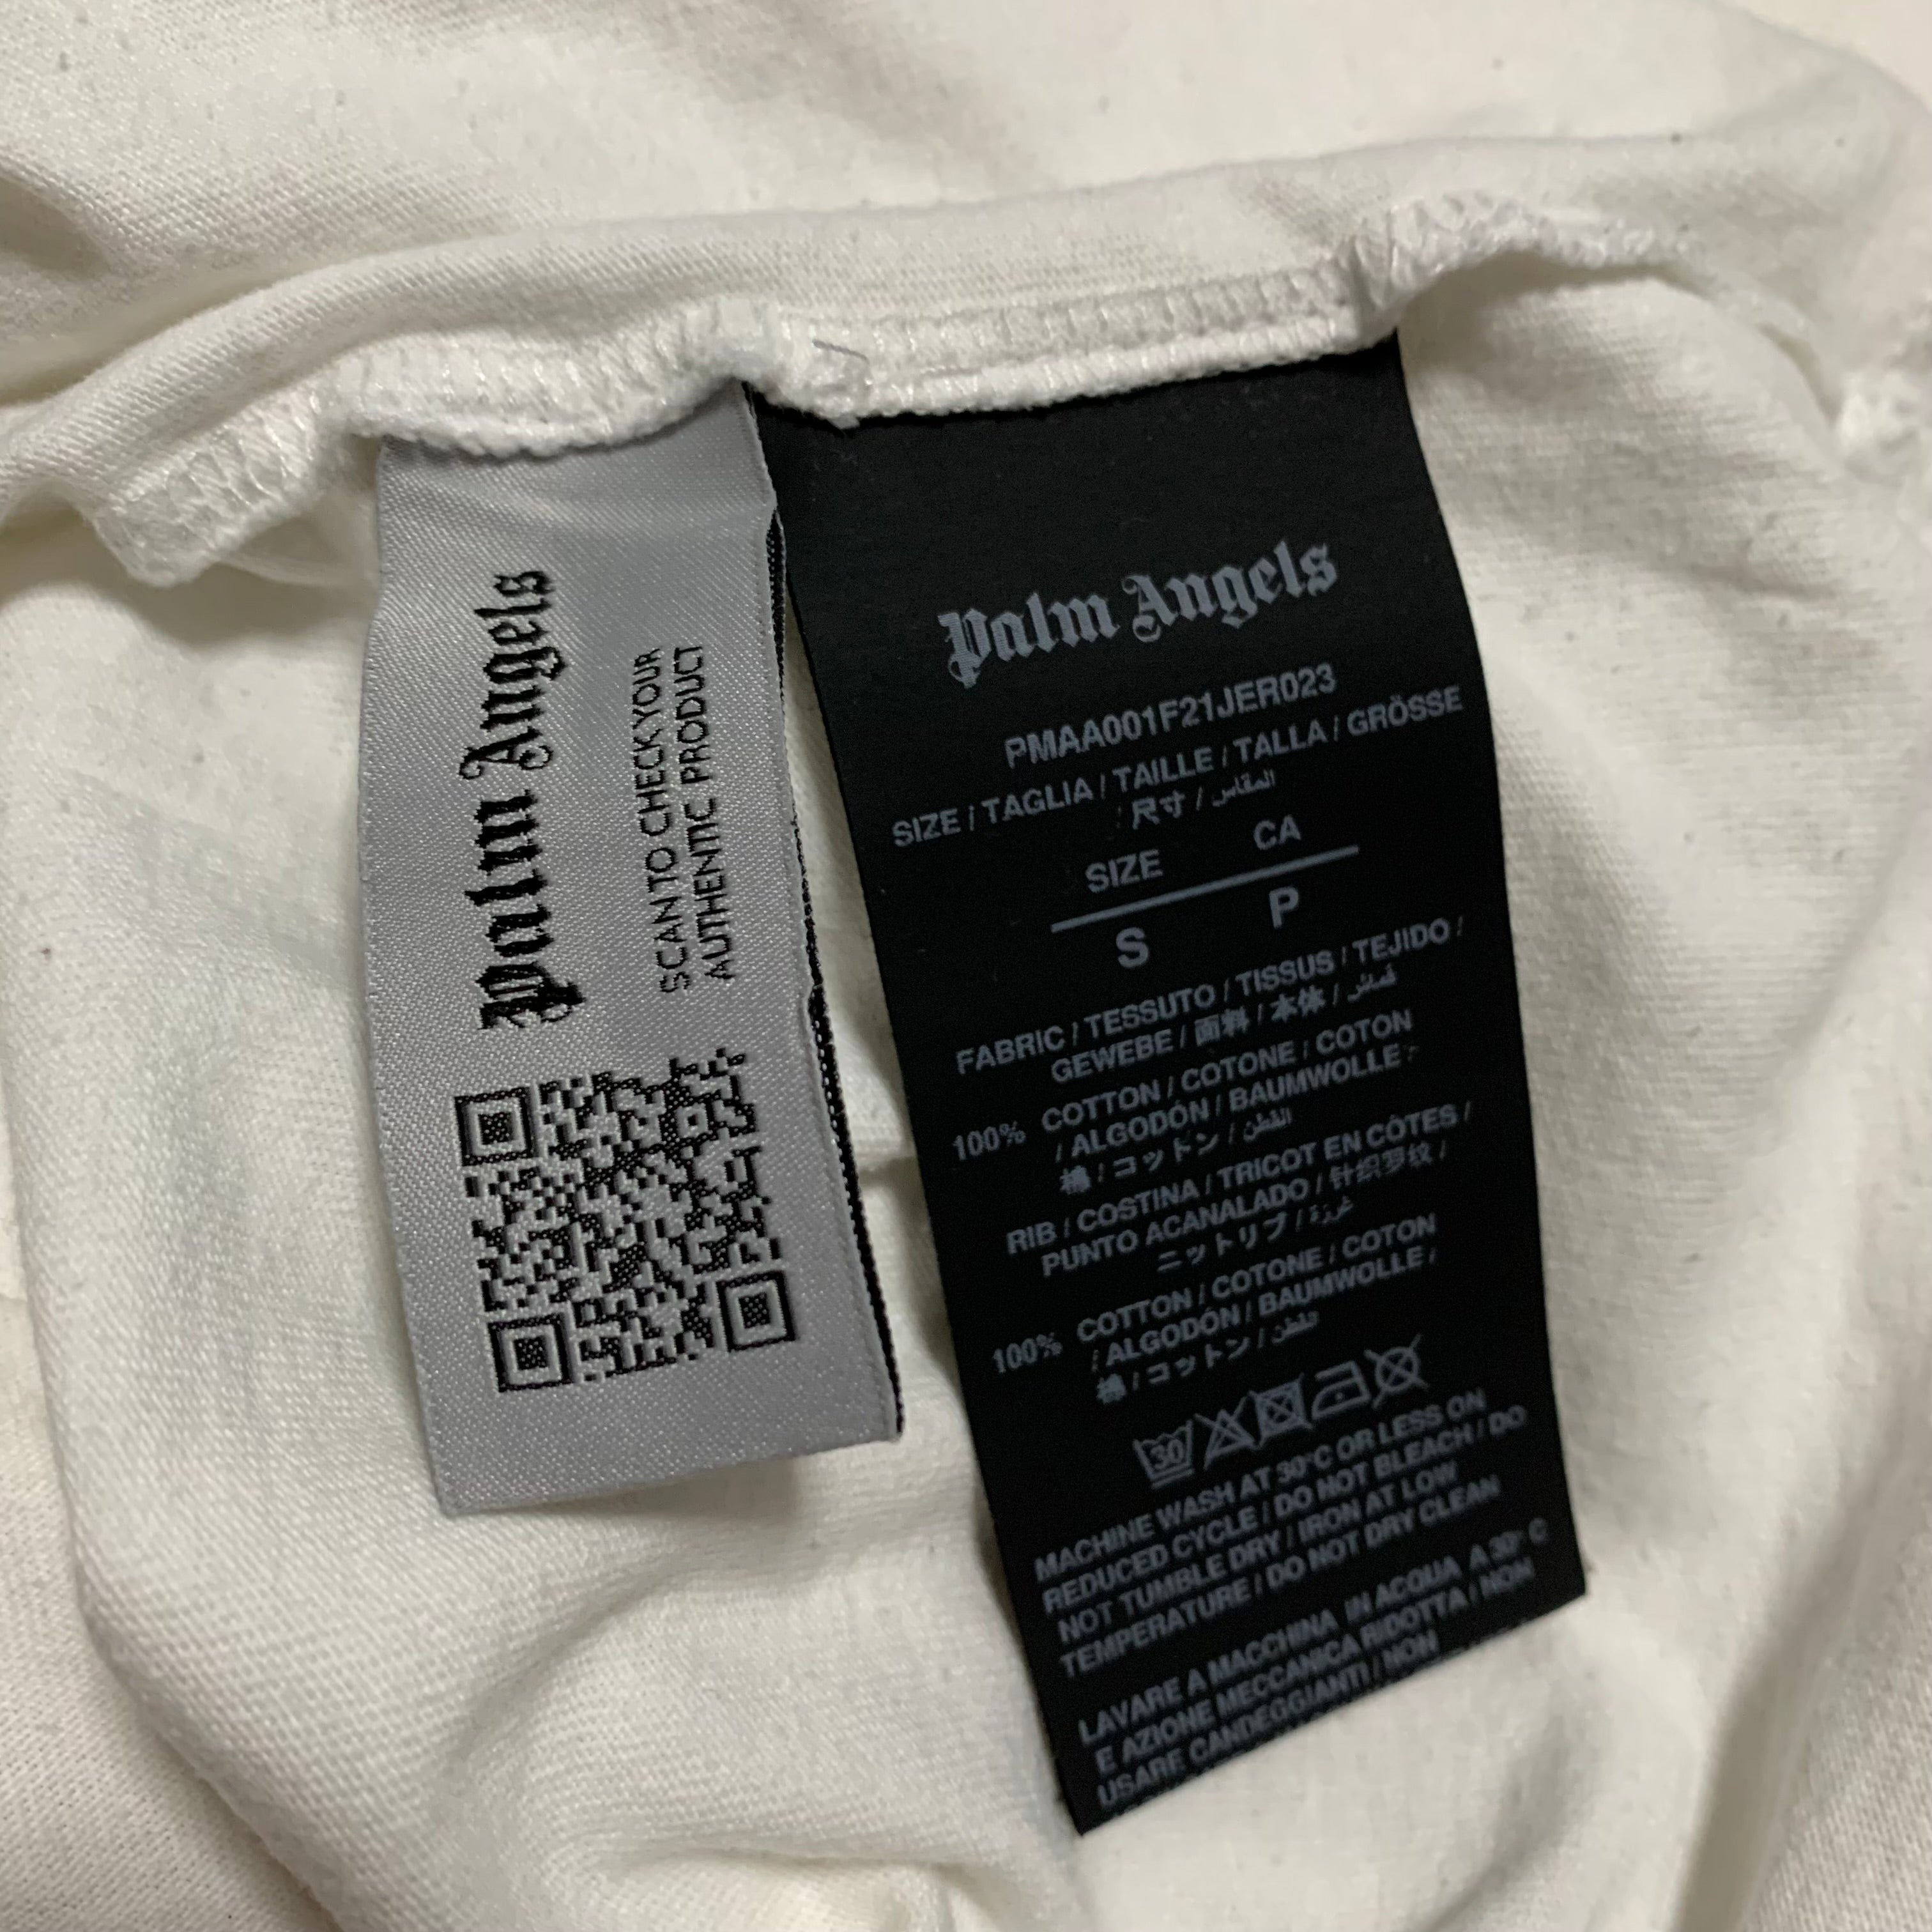 Palm Angels
SCAN TO CHECK YOUR
AUTHENTIC PRODUCT
Palm Angels
PMAA001F21JER023
SIZE / TAGLIA / TAILLE / TALLA / GRÖSSE
/ 尺寸 / المقاس
SIZE CA
S P
FABRIC / TESSUTO / TISSUS / TEJIDO /
GEWEBE / 面料 / 本体 / قماش
100% COTTON / COTONE / COTON
/ ALGODÓN / BAUMWOLLE /
棉 / コットン / القطن
RIB / COSTINA / TRICOT EN CÔTES /
PUNTO ACANALADO / 针织罗纹 /
ニットリブ / غرزة
100% COTTON / COTONE / COTON
/ ALGODÓN / BAUMWOLLE /
棉 / コットン / القطن
30
MACHINE WASH AT 30°C OR LESS ON
REDUCED CYCLE / DO NOT BLEACH / DO
NOT TUMBLE DRY / IRON AT LOW
TEMPERATURE / DO NOT DRY CLEAN
LAVARE A MACCHINA IN ACQUA A 30° C
E AZIONE MECCANICA RIDOTTA / NON
USARE CANDEGGIANTI / NON